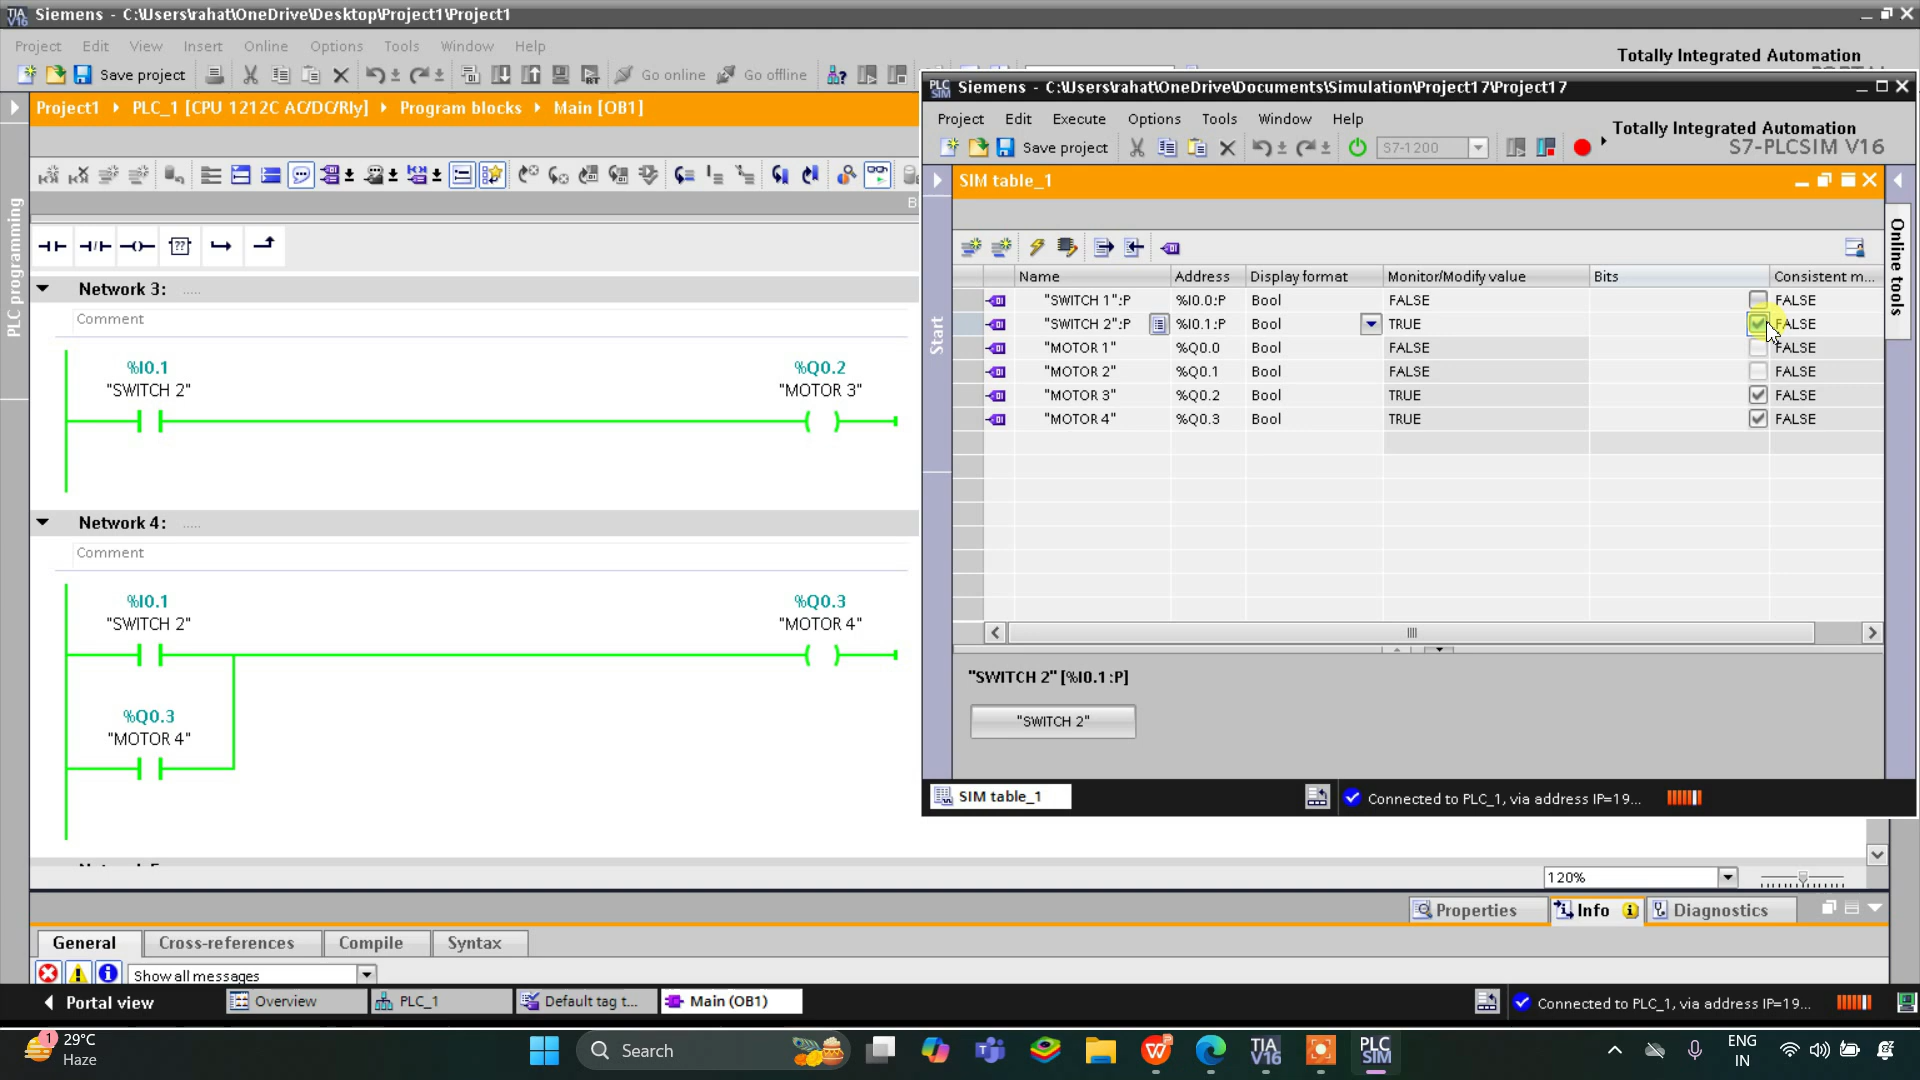 Siemens - C:\Users\rahat\OneDrive\Desktop\Project1\Project1
Project Edit View Insert Online Options Tools Window Help
Totally Integrated Automation
Save project Go online Go offline
Project1 PLC_1 [CPU 1212C AC/DC/Rly] Program blocks Main [OB1]
PLC programming
??
Network 3: .....
Comment
%I0.1
"SWITCH 2"
%Q0.2
"MOTOR 3"
Network 4: .....
Comment
%I0.1
"SWITCH 2"
%Q0.3
"MOTOR 4"
%Q0.3
"MOTOR 4"
PLC SIM
Siemens - C:\Users\rahat\OneDrive\Documents\Simulation\Project17\Project17
Project Edit Execute Options Tools Window Help
Totally Integrated Automation
S7-PLCSIM V16
Save project S7-1200
SIM table_1
Start
Online tools
Name Address Display format Monitor/Modify value Bits Consistent m...
"SWITCH 1":P %I0.0:P Bool FALSE FALSE
"SWITCH 2":P %I0.1:P Bool TRUE FALSE
"MOTOR 1" %Q0.0 Bool FALSE FALSE
"MOTOR 2" %Q0.1 Bool FALSE FALSE
"MOTOR 3" %Q0.2 Bool TRUE FALSE
"MOTOR 4" %Q0.3 Bool TRUE FALSE
"SWITCH 2" [%I0.1:P]
"SWITCH 2"
SIM table_1
Connected to PLC_1, via address IP=19...
120%
Properties Info Diagnostics
General Cross-references Compile Syntax
Show all messages
Portal view Overview PLC_1 Default tag t... Main (OB1)
Connected to PLC_1, via address IP=19...
1
29°C
Haze
Search
TIA V16
PLC SIM
ENG
IN